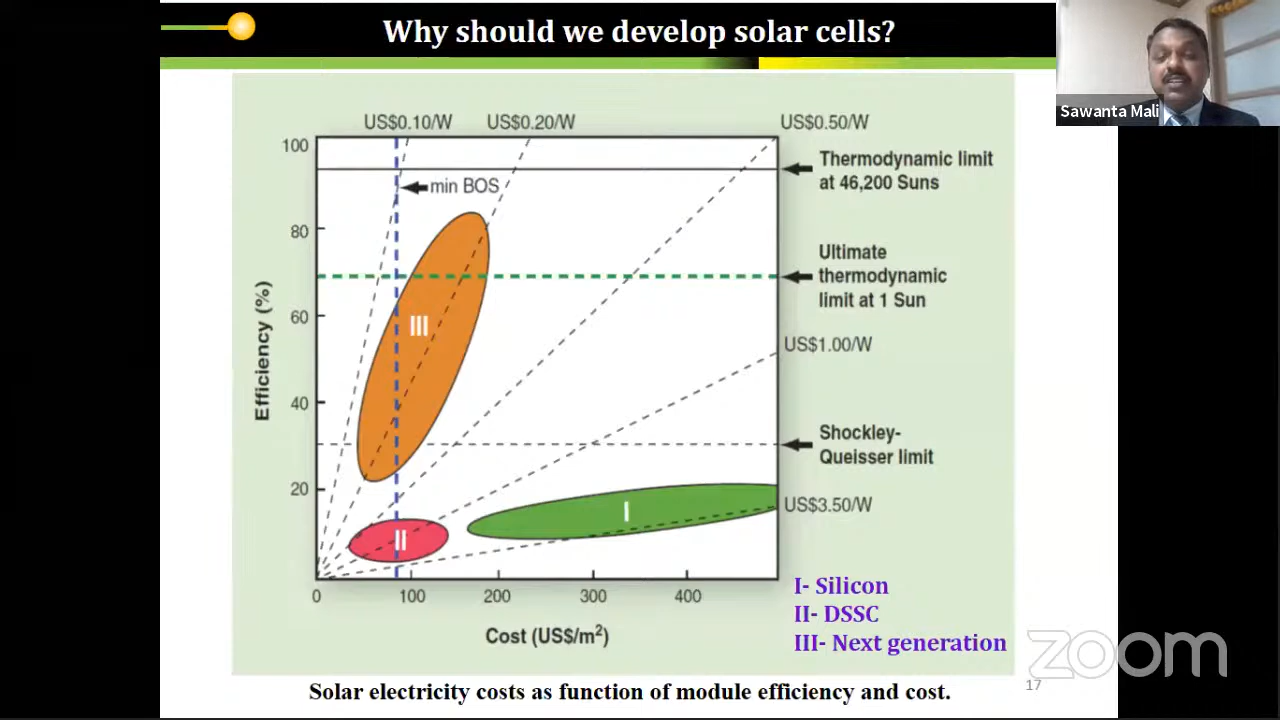 Why should we develop solar cells?
Sawanta Mali
US$0.10/W
US$0.20/W
US$0.50/W
100
80
60
40
20
0
100
200
300
400
Efficiency (%)
Cost (US$/m²)
min BOS
III
II
I
Thermodynamic limit
at 46,200 Suns
Ultimate
thermodynamic
limit at 1 Sun
US$1.00/W
Shockley-
Queisser limit
US$3.50/W
I- Silicon
II- DSSC
III- Next generation
Solar electricity costs as function of module efficiency and cost.
17
zoom